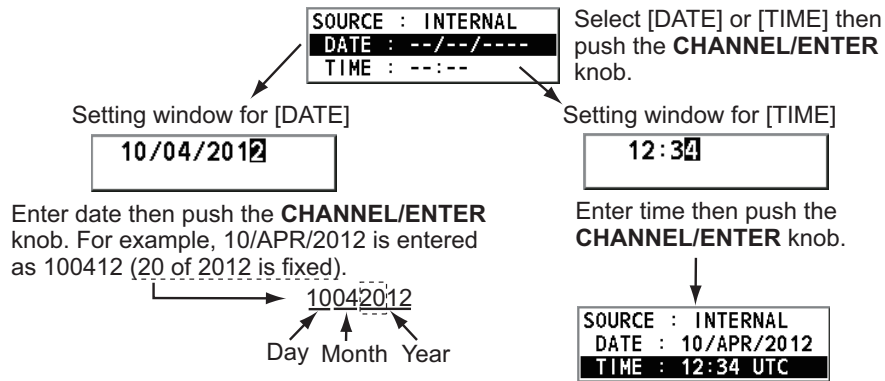 SOURCE : INTERNAL
DATE : --/--/----
TIME : --:--
Select [DATE] or [TIME] then
push the CHANNEL/ENTER
knob.
Setting window for [DATE]
10/04/2012
Enter date then push the CHANNEL/ENTER
knob. For example, 10/APR/2012 is entered
as 100412 (20 of 2012 is fixed).
10042012
Day Month Year
Setting window for [TIME]
12:34
Enter time then push the
CHANNEL/ENTER knob.
SOURCE : INTERNAL
DATE : 10/APR/2012
TIME : 12:34 UTC